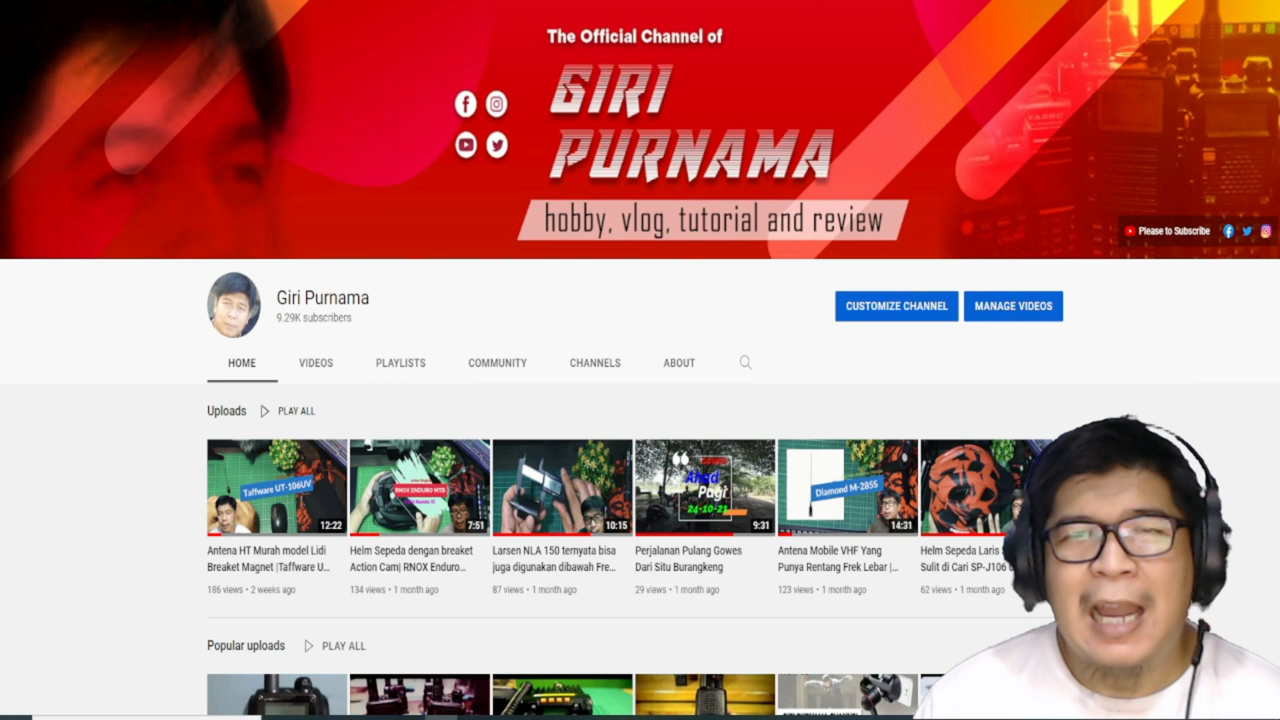 The Official Channel of
GIRI
PURNAMA
hobby, vlog, tutorial and review
Please to Subscribe
Giri Purnama
9.29K subscribers
CUSTOMIZE CHANNEL
MANAGE VIDEOS
HOME
VIDEOS
PLAYLISTS
COMMUNITY
CHANNELS
ABOUT
Uploads
PLAY ALL
Taffware UT-106UV
12:22
RNOX ENDURO MTB
7:51
10:15
Ahad
Pagi
24-10-21
9:31
Diamond M-285S
14:31
Antena HT Murah model Lidi
Breaket Magnet |Taffware U...
186 views • 2 weeks ago
Helm Sepeda dengan breaket
Action Cam| RNOX Enduro...
134 views • 1 month ago
Larsen NLA 150 ternyata bisa
juga digunakan dibawah Fre...
87 views • 1 month ago
Perjalanan Pulang Gowes
Dari Situ Burangkeng
29 views • 1 month ago
Antena Mobile VHF Yang
Punya Rentang Frek Lebar |...
123 views • 1 month ago
Helm Sepeda Laris
Sulit di Cari SP-J106
62 views • 1 month ago
Popular uploads
PLAY ALL